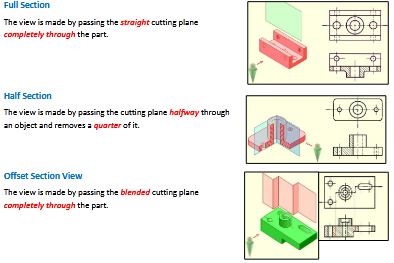 Full Section
The view is made by passing the straight cutting plane
completely through the part.
Half Section
The view is made by passing the cutting plane halfway through
an object and removes a quarter of it.
Offset Section View
The view is made by passing the blended cutting plane
completely through the part.